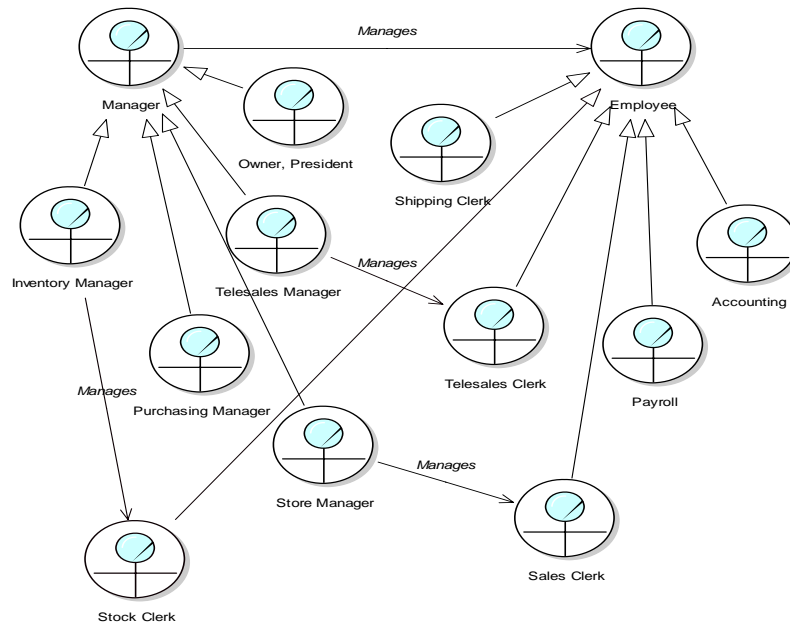 Manages
Manager
Employee
Owner, President
Shipping Clerk
Inventory Manager
Telesales Manager
Manages
Accounting
Telesales Clerk
Manages
Purchasing Manager
Payroll
Manages
Store Manager
Sales Clerk
Stock Clerk